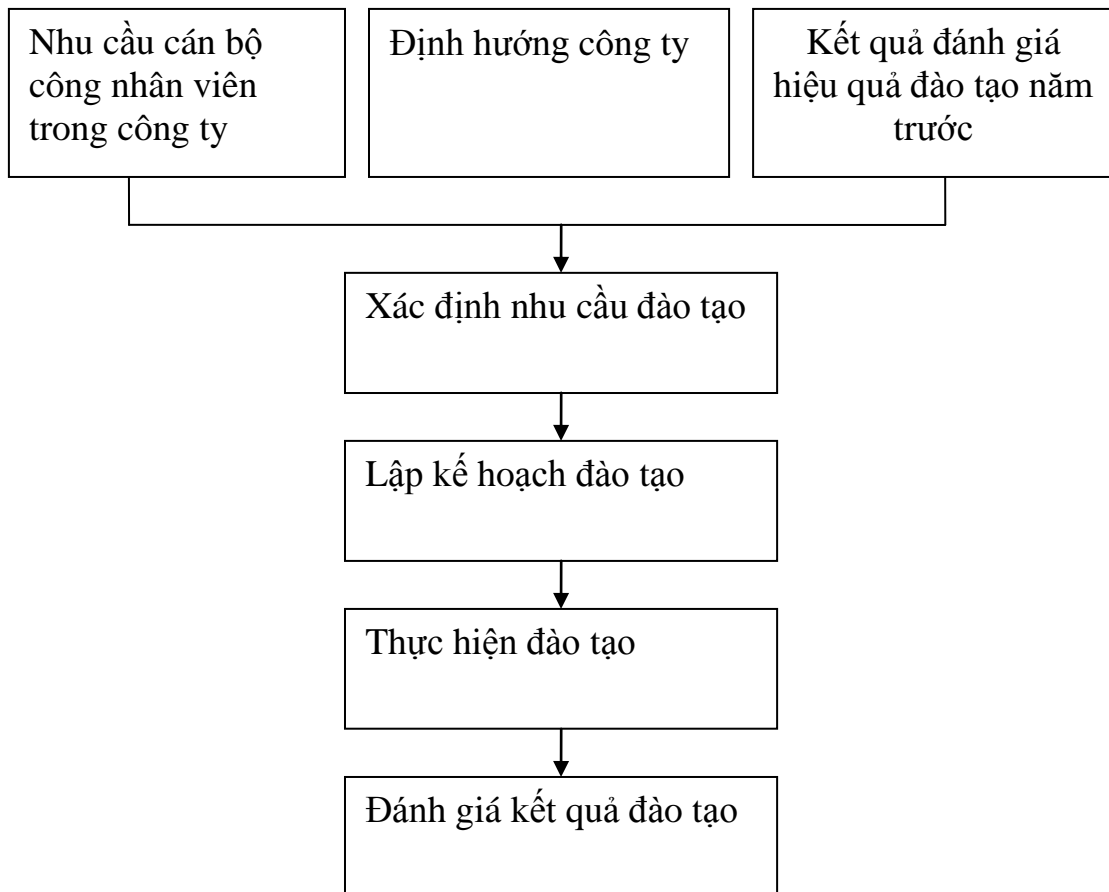 Nhu cầu cán bộ
công nhân viên
trong công ty
Định hướng công ty
Kết quả đánh giá
hiệu quả đào tạo năm
trước
Xác định nhu cầu đào tạo
Lập kế hoạch đào tạo
Thực hiện đào tạo
Đánh giá kết quả đào tạo